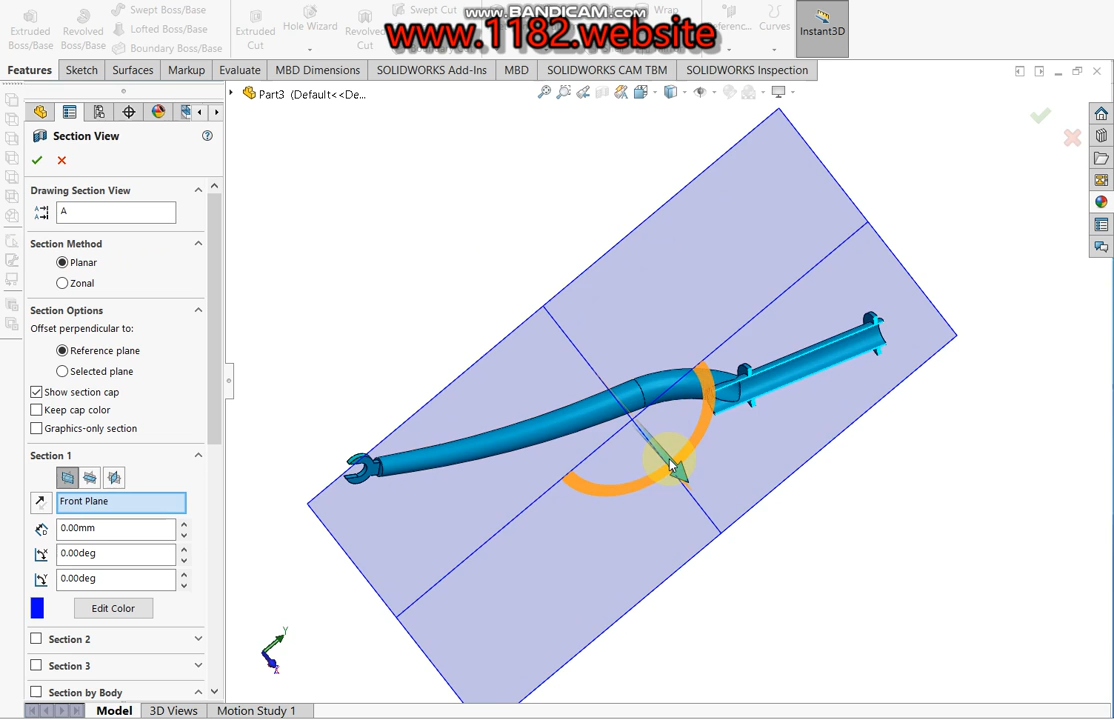 www.BANDICAM.com
www.1182.website
Extruded Boss/Base
Revolved Boss/Base
Swept Boss/Base
Lofted Boss/Base
Boundary Boss/Base
Extruded Cut
Hole Wizard
Revolved Cut
Swept Cut
Wrap
Curves
Instant3D
Features
Sketch
Surfaces
Markup
Evaluate
MBD Dimensions
SOLIDWORKS Add-Ins
MBD
SOLIDWORKS CAM TBM
SOLIDWORKS Inspection
Part3 (Default<<De...
Section View
Drawing Section View
A
Section Method
Planar
Zonal
Section Options
Offset perpendicular to:
Reference plane
Selected plane
Show section cap
Keep cap color
Graphics-only section
Section 1
Front Plane
0.00mm
0.00deg
0.00deg
Edit Color
Section 2
Section 3
Section by Body
Y
Model
3D Views
Motion Study 1